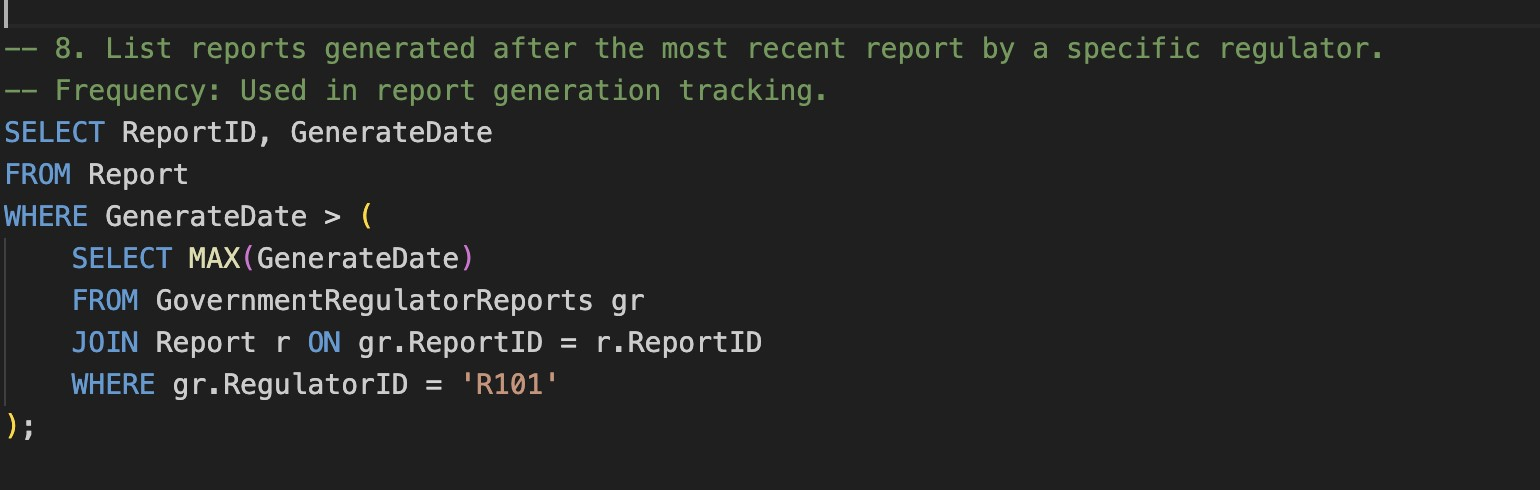 -- 8. List reports generated after the most recent report by a specific regulator.
-- Frequency: Used in report generation tracking.
SELECT ReportID, GenerateDate
FROM Report
WHERE GenerateDate > (
    SELECT MAX(GenerateDate)
    FROM GovernmentRegulatorReports gr
    JOIN Report r ON gr.ReportID = r.ReportID
    WHERE gr.RegulatorID = 'R101'
);